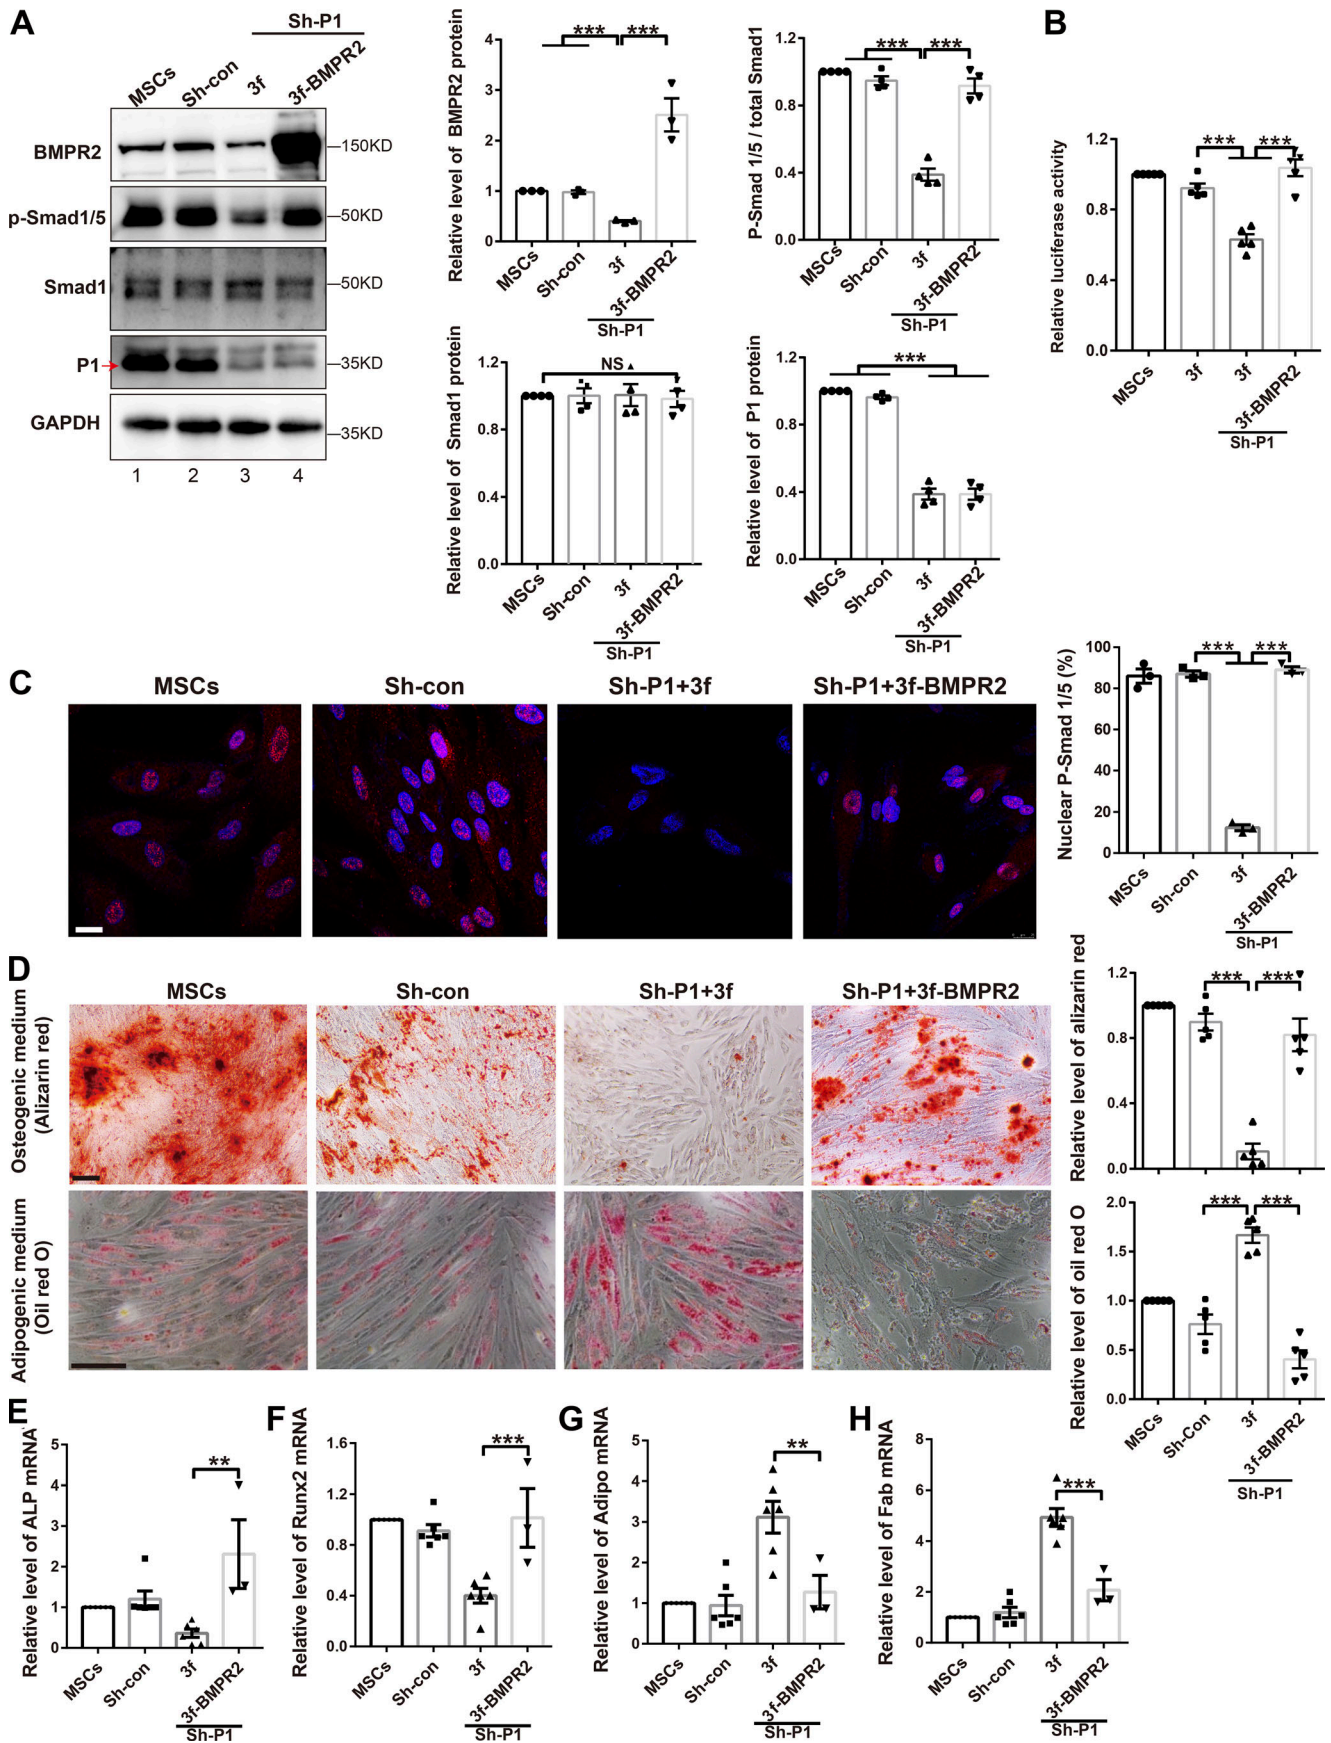 A
Sh-P1
MSCs
Sh-con
3f
3f-BMPR2
BMPR2
150KD
p-Smad1/5
50KD
Smad1
50KD
P1
35KD
GAPDH
35KD
1 2 3 4
Relative level of BMPR2 protein
4
3
2
1
0
*** ***
MSCs
Sh-con
3f
3f-BMPR2
Sh-P1
P-Smad 1/5 / total Smad1
1.2
0.8
0.4
0.0
*** ***
MSCs
Sh-con
3f
3f-BMPR2
Sh-P1
Relative level of Smad1 protein
1.2
0.8
0.4
0.0
NS
MSCs
Sh-con
3f
3f-BMPR2
Sh-P1
Relative level of P1 protein
1.2
0.8
0.4
0.0
***
MSCs
Sh-con
3f
3f-BMPR2
Sh-P1
B
Relative luciferase activity
1.2
0.8
0.4
0.0
*** ***
MSCs
3f
3f
3f-BMPR2
Sh-P1
C
MSCs
Sh-con
Sh-P1+3f
Sh-P1+3f-BMPR2
Nuclear P-Smad 1/5 (%)
100
80
60
40
20
0
*** ***
MSCs
Sh-con
3f
3f-BMPR2
Sh-P1
D
MSCs
Sh-con
Sh-P1+3f
Sh-P1+3f-BMPR2
Osteogenic medium
(Alizarin red)
Adipogenic medium
(Oil red O)
Relative level of alizarin red
1.2
0.8
0.4
0.0
*** ***
Relative level of oil red O
2.0
1.5
1.0
0.5
0.0
*** ***
MSCs
Sh-Con
3f
3f-BMPR2
Sh-P1
E
Relative level of ALP mRNA
5
4
3
2
1
0
**
MSCs
Sh-con
3f
3f-BMPR2
Sh-P1
F
Relative level of Runx2 mRNA
1.6
1.2
0.8
0.4
0.0
***
MSCs
Sh-con
3f
3f-BMPR2
Sh-P1
G
Relative level of Adipo mRNA
5
4
3
2
1
0
**
MSCs
Sh-con
3f
3f-BMPR2
Sh-P1
H
Relative level of Fab mRNA
8
6
4
2
0
***
MSCs
Sh-con
3f
3f-BMPR2
Sh-P1